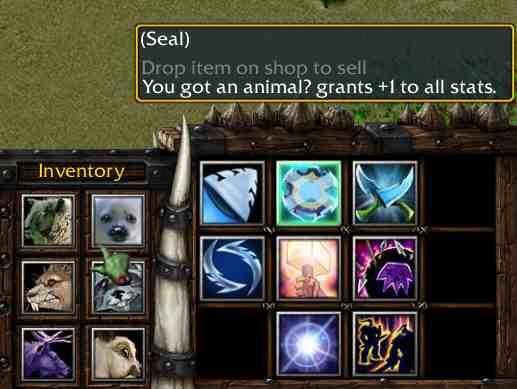 (Seal)
Drop item on shop to sell
You got an animal? grants +1 to all stats.
Inventory